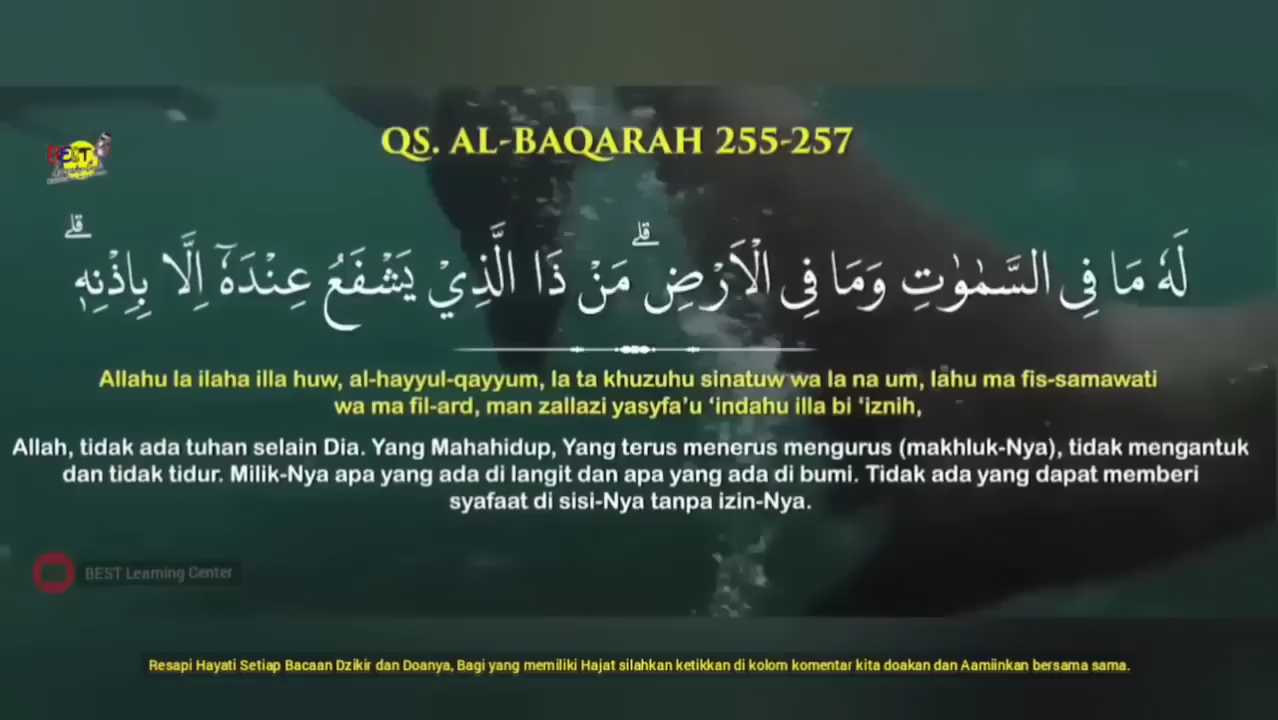 QS. AL-BAQARAH 255-257
BEST
لَهٗ مَا فِى السَّمٰوٰتِ وَمَا فِى الْاَرْضِۗ مَنْ ذَا الَّذِيْ يَشْفَعُ عِنْدَهٗٓ اِلَّا بِاِذْنِهٖۗ
Allahu la ilaha illa huw, al-hayyul-qayyum, la ta khuzuhu sinatuw wa la na um, lahu ma fis-samawati
wa ma fil-ard, man zallazi yasyfa’u ‘indahu illa bi ‘iznih,
Allah, tidak ada tuhan selain Dia. Yang Mahahidup, Yang terus menerus mengurus (makhluk-Nya), tidak mengantuk
dan tidak tidur. Milik-Nya apa yang ada di langit dan apa yang ada di bumi. Tidak ada yang dapat memberi
syafaat di sisi-Nya tanpa izin-Nya.
BEST Learning Center
Resapi Hayati Setiap Bacaan Dzikir dan Doanya, Bagi yang memiliki Hajat silahkan ketikkan di kolom komentar kita doakan dan Aamiinkan bersama sama.